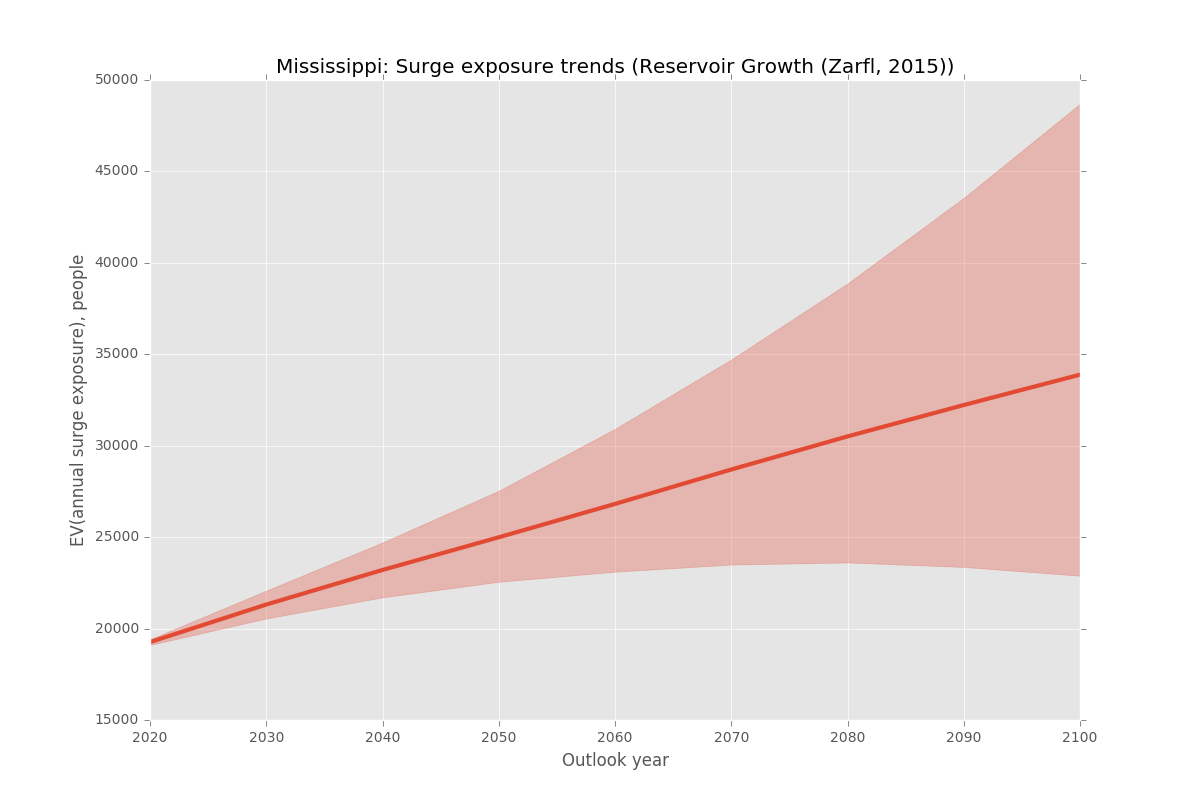 Mississippi: Surge exposure trends (Reservoir Growth (Zarfl, 2015))
50000
45000
40000
35000
30000
25000
20000
15000
EV(annual surge exposure), people
2020 2030 2040 2050 2060 2070 2080 2090 2100
Outlook year